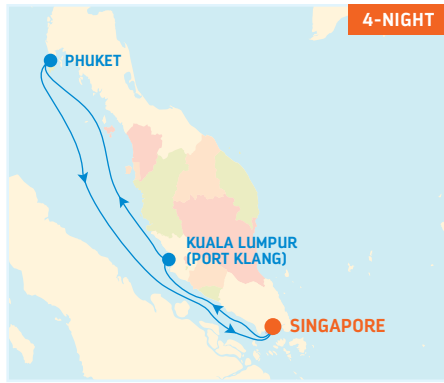 4-NIGHT
PHUKET
KUALA LUMPUR
(PORT KLANG)
SINGAPORE